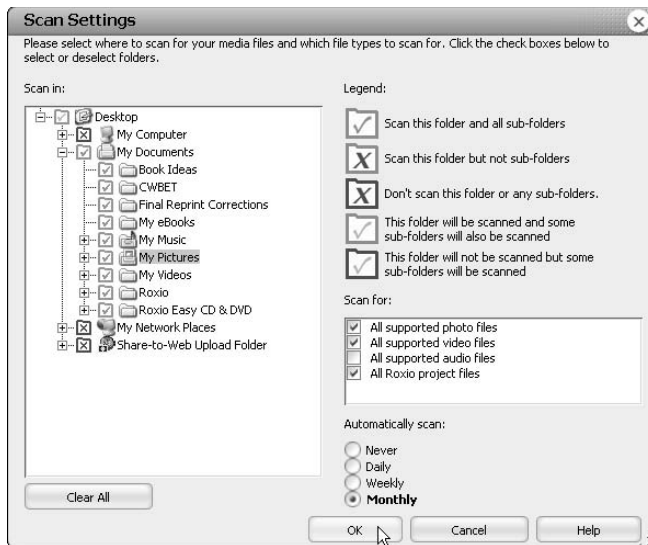 Scan Settings
Please select where to scan for your media files and which file types to scan for. Click the check boxes below to
select or deselect folders.
Scan in:
Desktop
My Computer
My Documents
Book Ideas
CWBET
Final Reprint Corrections
My eBooks
My Music
My Pictures
My Videos
Roxio
Roxio Easy CD & DVD
My Network Places
Share-to-Web Upload Folder
Clear All
Legend:
Scan this folder and all sub-folders
Scan this folder but not sub-folders
Don't scan this folder or any sub-folders.
This folder will be scanned and some
sub-folders will also be scanned
This folder will not be scanned but some
sub-folders will be scanned
Scan for:
All supported photo files
All supported video files
All supported audio files
All Roxio project files
Automatically scan:
Never
Daily
Weekly
Monthly
OK
Cancel
Help